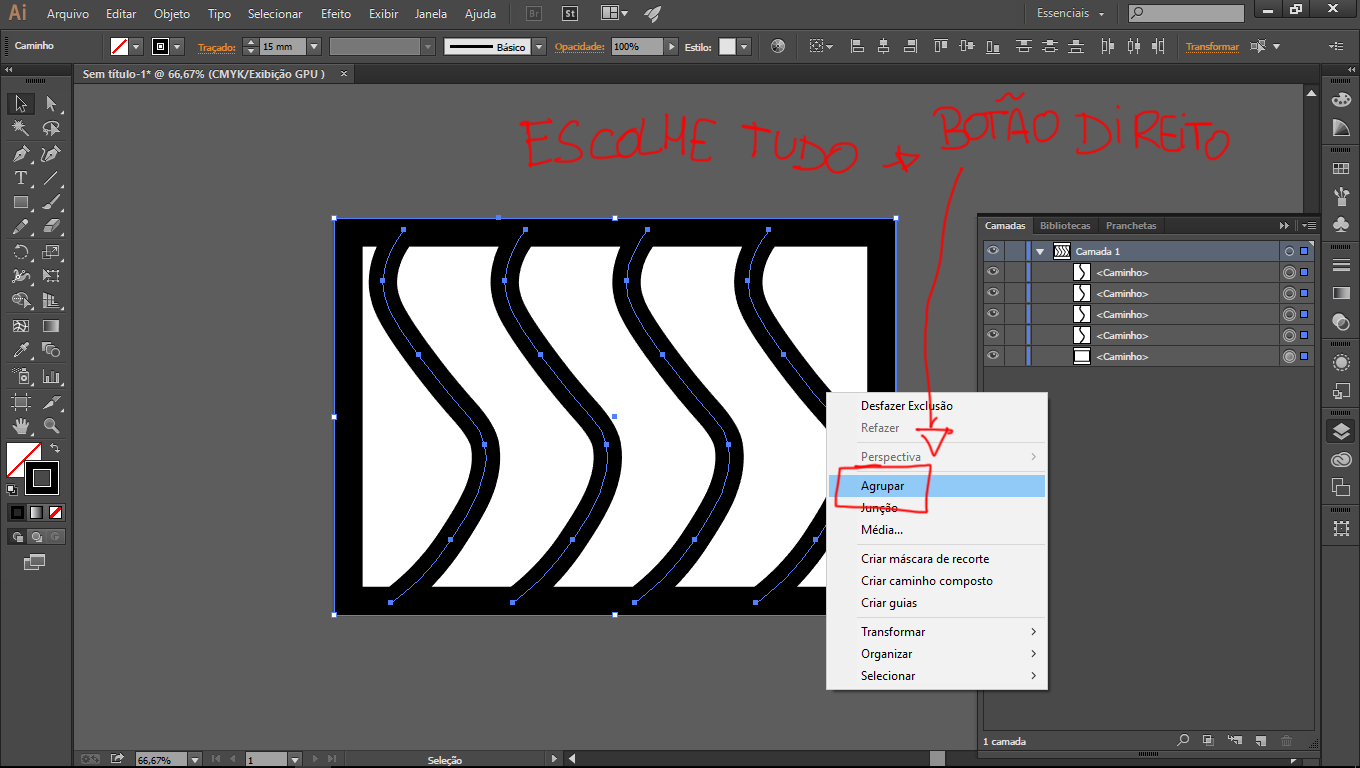 Ai Arquivo Editar Objeto Tipo Selecionar Efeito Exibir Janela Ajuda Br St Essenciais
Caminho Traçado: 15 mm Básico Opacidade: 100% Estilo: Transformar
Sem título-1* @ 66,67% (CMYK/Exibição GPU ) ×
ESCOLHE TUDO → BOTÃO DIREITO
Camadas Bibliotecas Pranchetas
Camada 1
<Caminho>
<Caminho>
<Caminho>
<Caminho>
<Caminho>
Desfazer Exclusão
Refazer
Perspectiva
Agrupar
Junção
Média...
Criar máscara de recorte
Criar caminho composto
Criar guias
Transformar
Organizar
Selecionar
1 camada
66,67% 1 Seleção